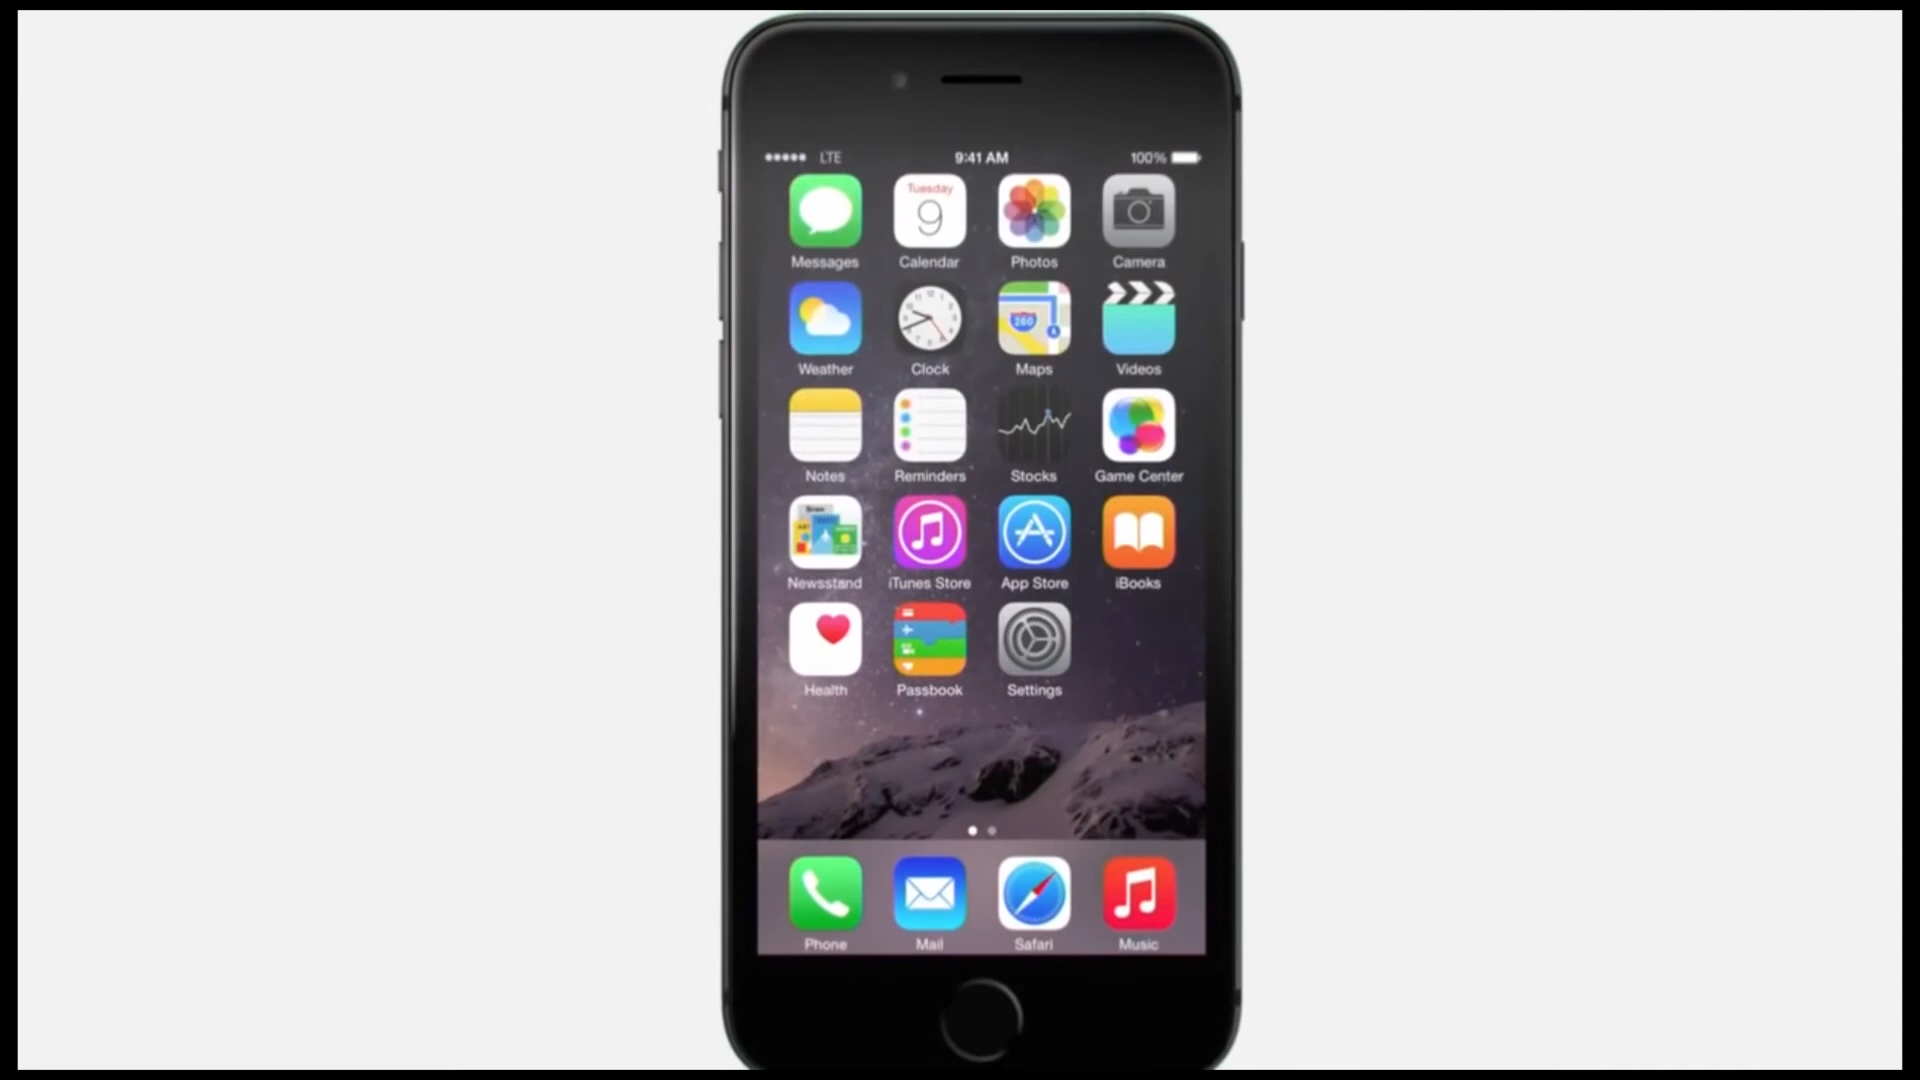 LTE 9:41 AM 100%
Tuesday
9
Messages Calendar Photos Camera
280
Weather Clock Maps Videos
Notes Reminders Stocks Game Center
Newsstand iTunes Store App Store iBooks
Health Passbook Settings
Phone Mail Safari Music